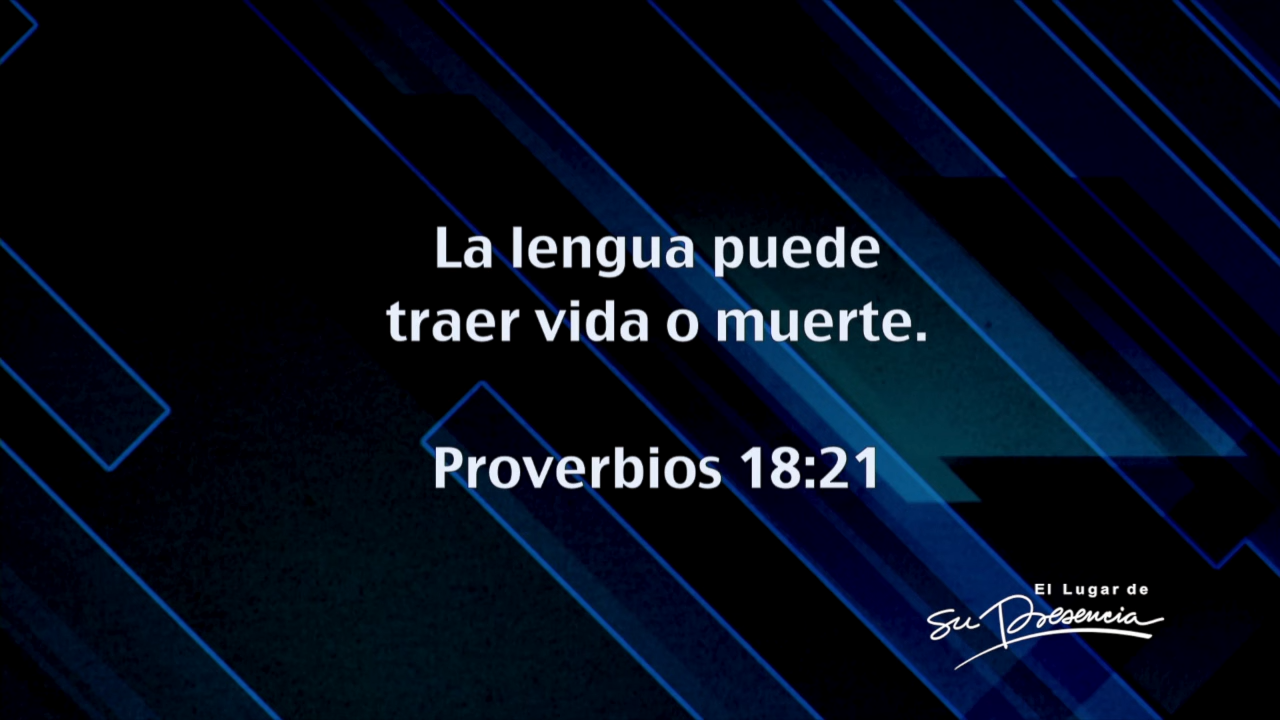 La lengua puede
traer vida o muerte.
Proverbios 18:21
El Lugar de
Su Presencia